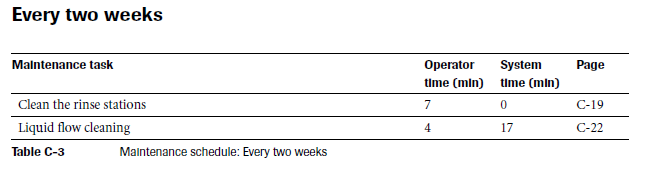 Every two weeks
Maintenance task Operator time (min) System time (min) Page
Clean the rinse stations 7 0 C-19
Liquid flow cleaning 4 17 C-22
Table C-3 Maintenance schedule: Every two weeks